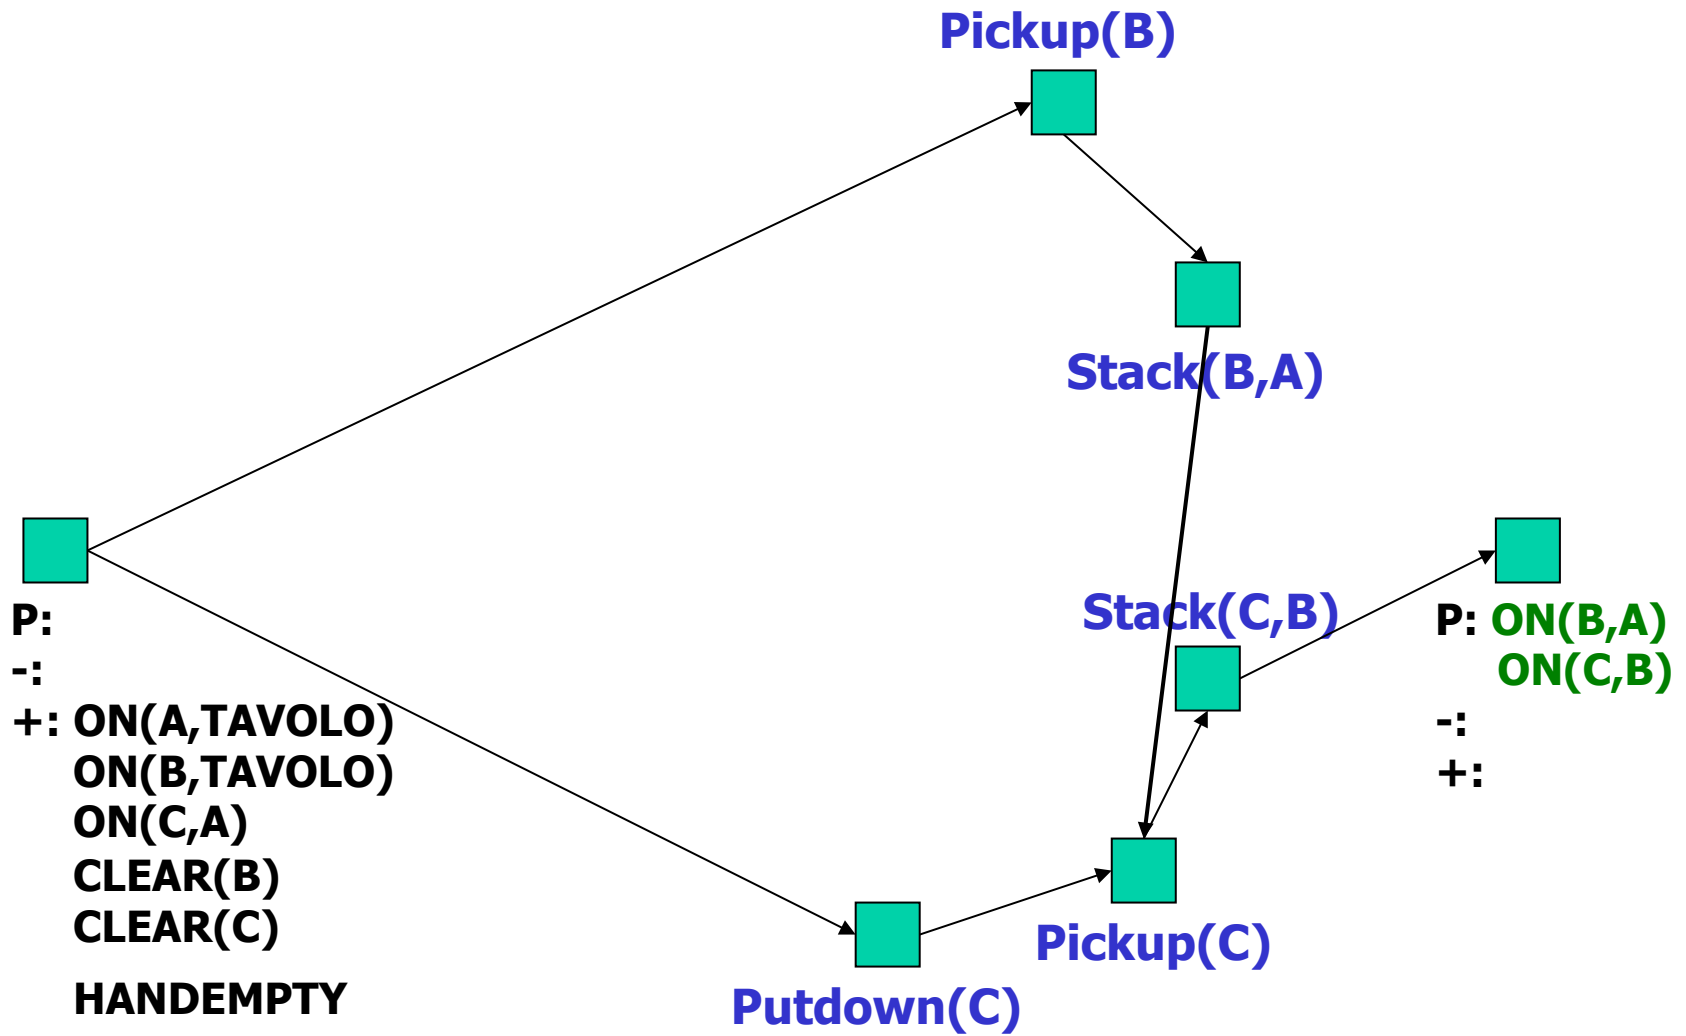 Pickup(B)
Stack(B,A)
Stack(C,B)
P:
-:
+: ON(A,TAVOLO)
ON(B,TAVOLO)
ON(C,A)
CLEAR(B)
CLEAR(C)
HANDEMPTY
P: ON(B,A)
ON(C,B)
-:
+:
Pickup(C)
Putdown(C)